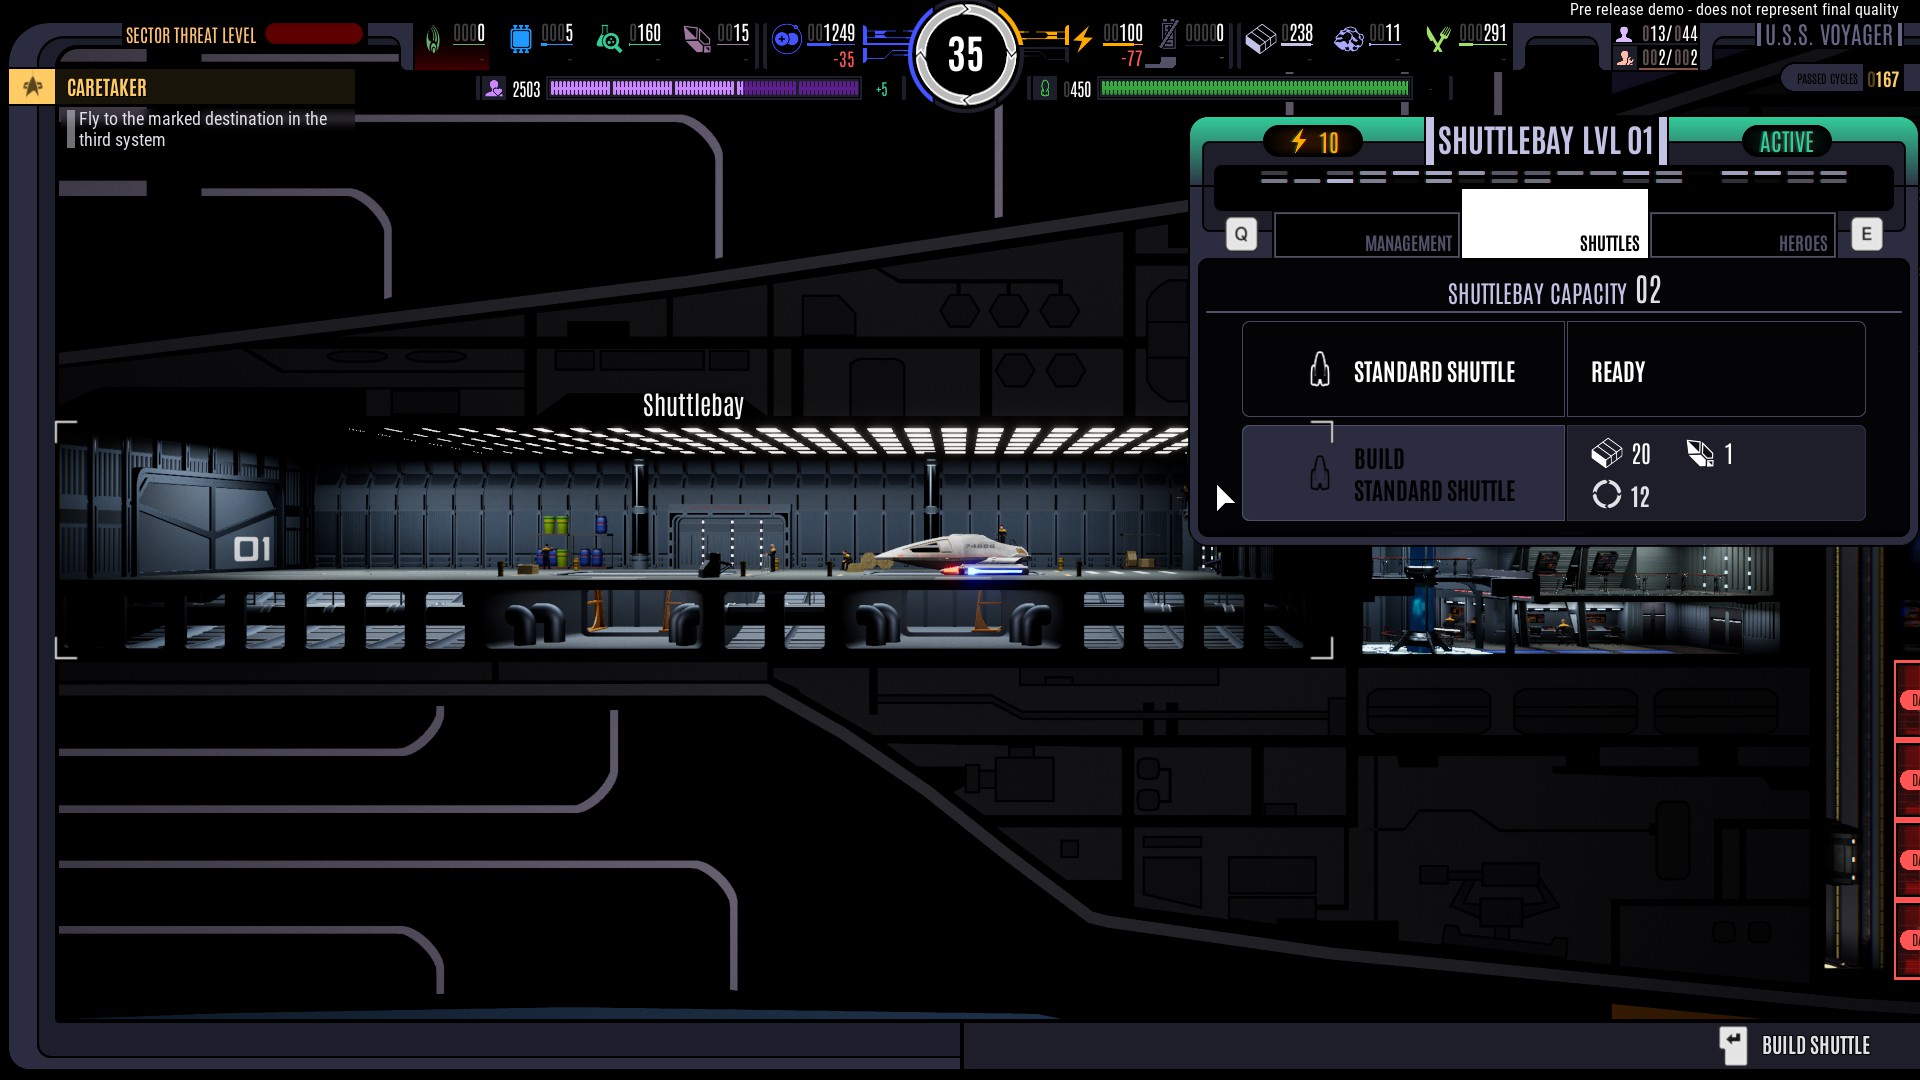 Pre release demo - does not represent final quality
SECTOR THREAT LEVEL
0000
0005
0160
0015
001249
-35
35
00100
-77
00000
0238
0011
000291
013/044
002/002
U.S.S. VOYAGER
2503
+5
0450
PASSED CYCLES 0167
CARETAKER
Fly to the marked destination in the
third system
10
SHUTTLEBAY LVL 01
ACTIVE
Q
MANAGEMENT
SHUTTLES
HEROES
E
SHUTTLEBAY CAPACITY 02
STANDARD SHUTTLE
READY
BUILD
STANDARD SHUTTLE
20
1
12
Shuttlebay
01
74656
BUILD SHUTTLE